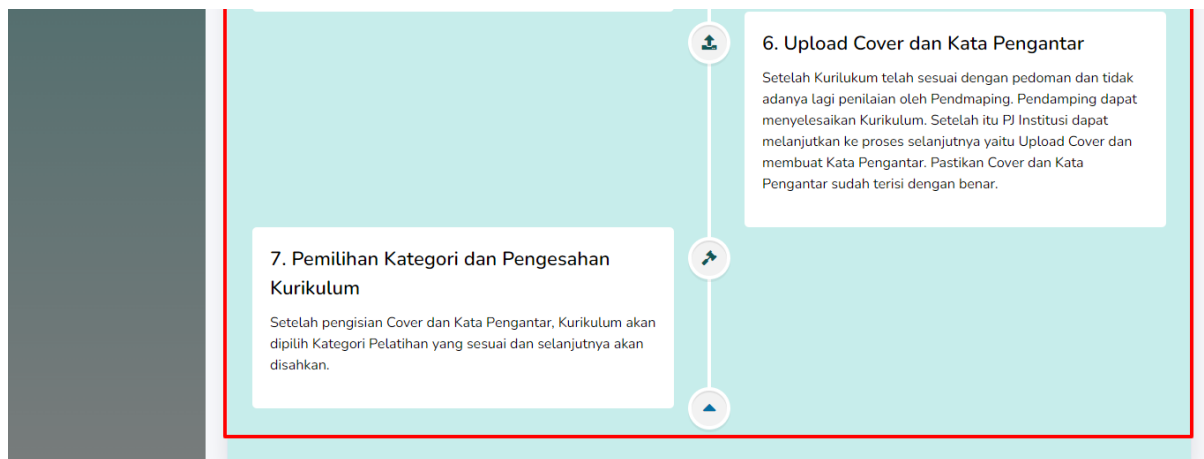 6. Upload Cover dan Kata Pengantar
Setelah Kurilukum telah sesuai dengan pedoman dan tidak
adanya lagi penilaian oleh Pendmaping. Pendamping dapat
menyelesaikan Kurikulum. Setelah itu PJ Institusi dapat
melanjutkan ke proses selanjutnya yaitu Upload Cover dan
membuat Kata Pengantar. Pastikan Cover dan Kata
Pengantar sudah terisi dengan benar.
7. Pemilihan Kategori dan Pengesahan
Kurikulum
Setelah pengisian Cover dan Kata Pengantar, Kurikulum akan
dipilih Kategori Pelatihan yang sesuai dan selanjutnya akan
disahkan.